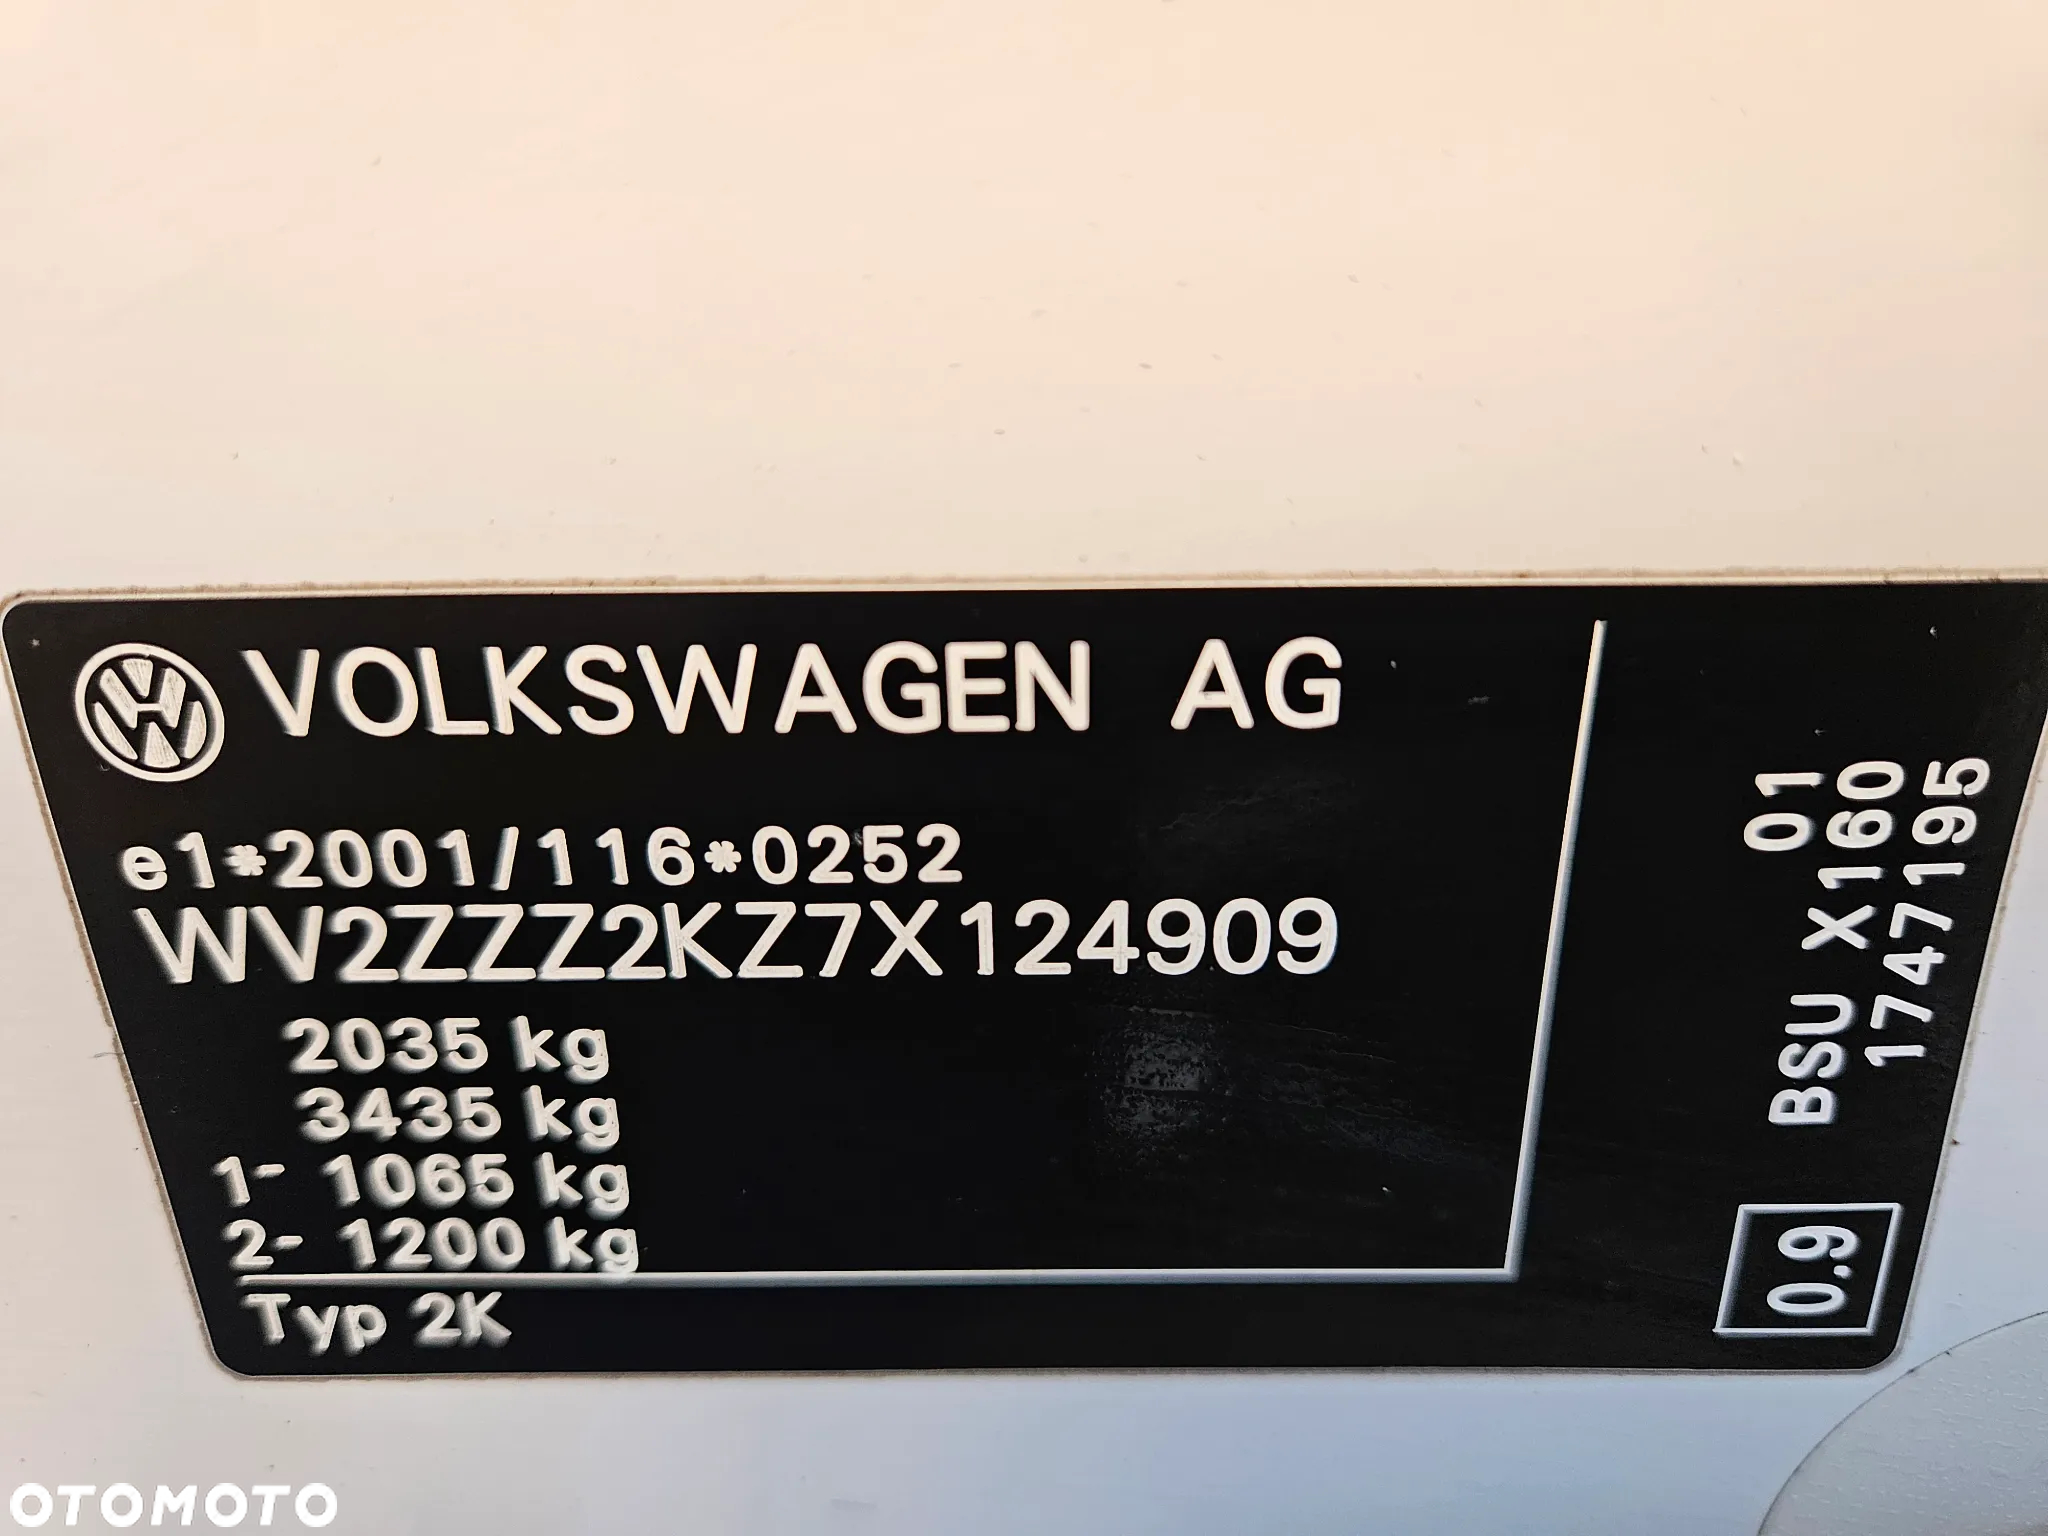 VOLKSWAGEN AG
e1*2001/116*0252
WV2ZZZ2KZ7X124909
2035 kg
3435 kg
1- 1065 kg
2- 1200 kg
Typ 2K
01
BSU X160
1747195
0.9
OTOMOTO